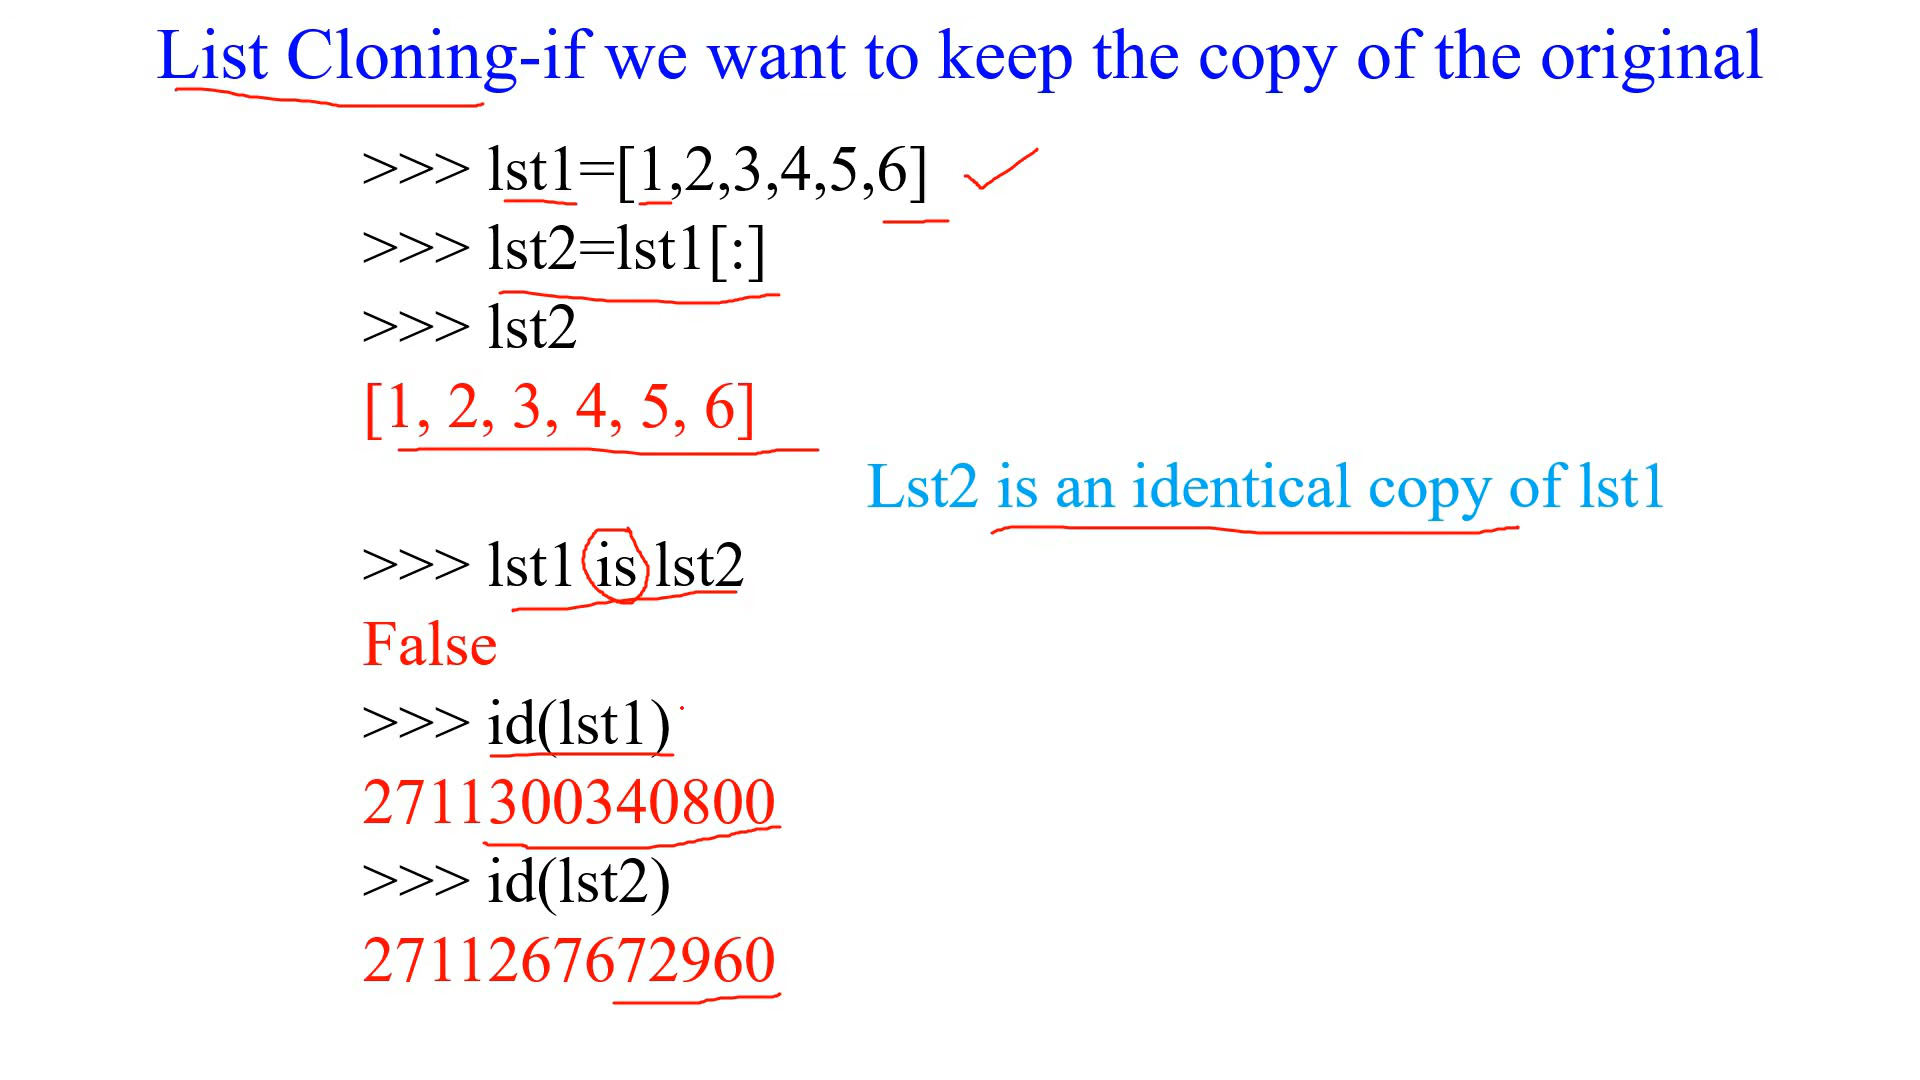 List Cloning-if we want to keep the copy of the original
>>> lst1=[1,2,3,4,5,6]
>>> lst2=lst1[:]
>>> lst2
[1, 2, 3, 4, 5, 6]
Lst2 is an identical copy of lst1
>>> lst1 is lst2
False
>>> id(lst1)
2711300340800
>>> id(lst2)
2711267672960